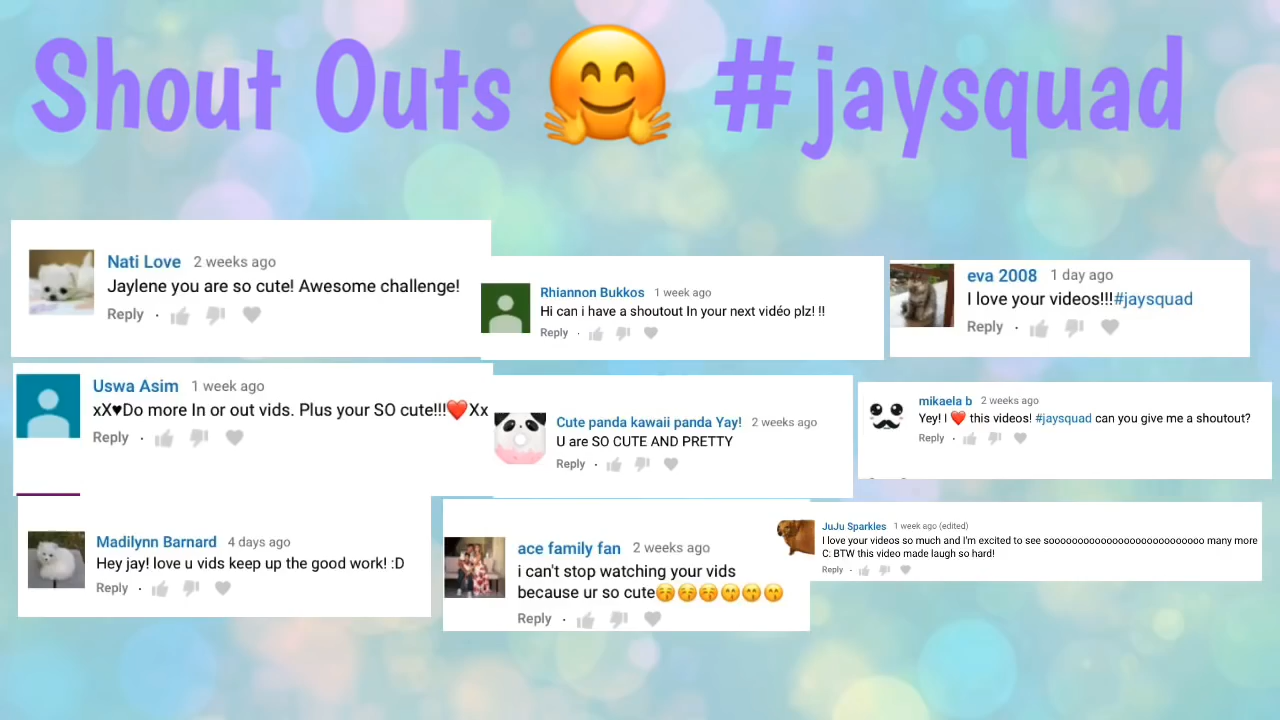 Shout Outs 🤗 #jaysquad
Nati Love 2 weeks ago
Jaylene you are so cute! Awesome challenge!
Reply
Rhiannon Bukkos 1 week ago
Hi can i have a shoutout In your next vidéo plz! !!
Reply
eva 2008 1 day ago
I love your videos!!!#jaysquad
Reply
Uswa Asim 1 week ago
xX♥Do more In or out vids. Plus your SO cute!!!❤Xx
Reply
Cute panda kawaii panda Yay! 2 weeks ago
U are SO CUTE AND PRETTY
Reply
mikaela b 2 weeks ago
Yey! I ❤ this videos! #jaysquad can you give me a shoutout?
Reply
Madilynn Barnard 4 days ago
Hey jay! love u vids keep up the good work! :D
Reply
ace family fan 2 weeks ago
i can't stop watching your vids
because ur so cute😚😚😚😙😙😙
Reply
JuJu Sparkles 1 week ago (edited)
I love your videos so much and I'm excited to see soooooooooooooooooooooooooo many more
C: BTW this video made laugh so hard!
Reply